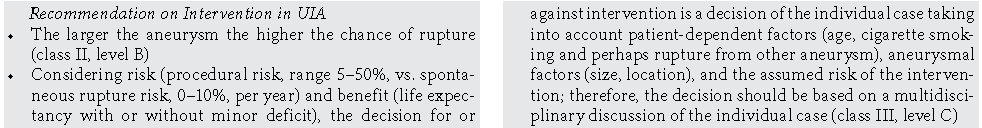 Recommendation on Intervention in UIA
• The larger the aneurysm the higher the chance of rupture
(class II, level B)
• Considering risk (procedural risk, range 5–50%, vs. sponta-
neous rupture risk, 0–10%, per year) and benefit (life expec-
tancy with or without minor deficit), the decision for or
against intervention is a decision of the individual case taking
into account patient-dependent factors (age, cigarette smok-
ing and perhaps rupture from other aneurysm), aneurysmal
factors (size, location), and the assumed risk of the interven-
tion; therefore, the decision should be based on a multidisci-
plinary discussion of the individual case (class III, level C)